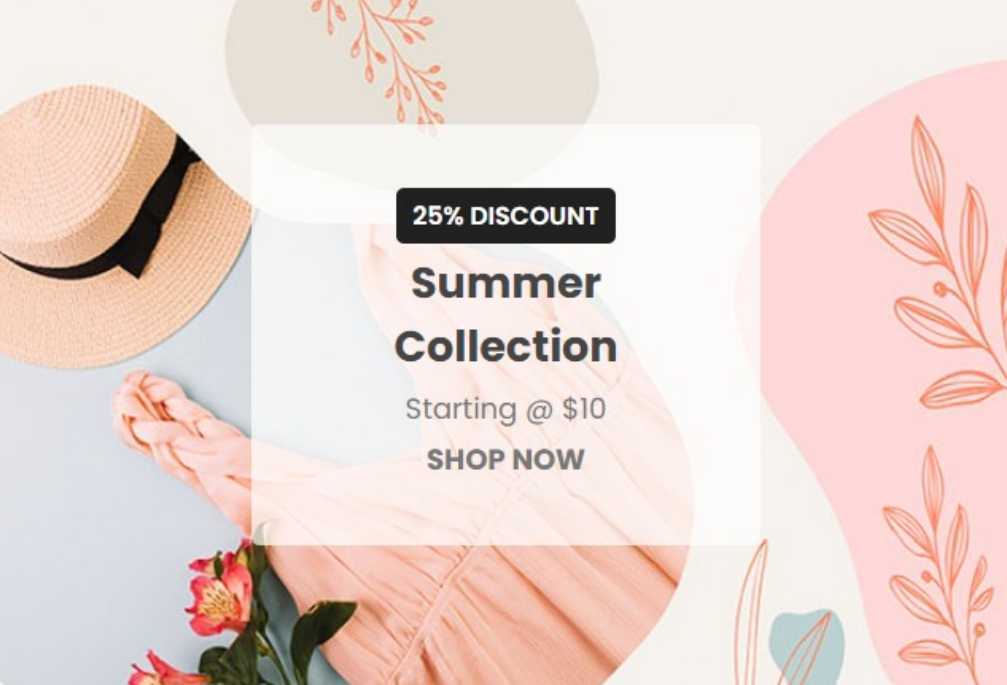 25% DISCOUNT
Summer
Collection
Starting @ $10
SHOP NOW